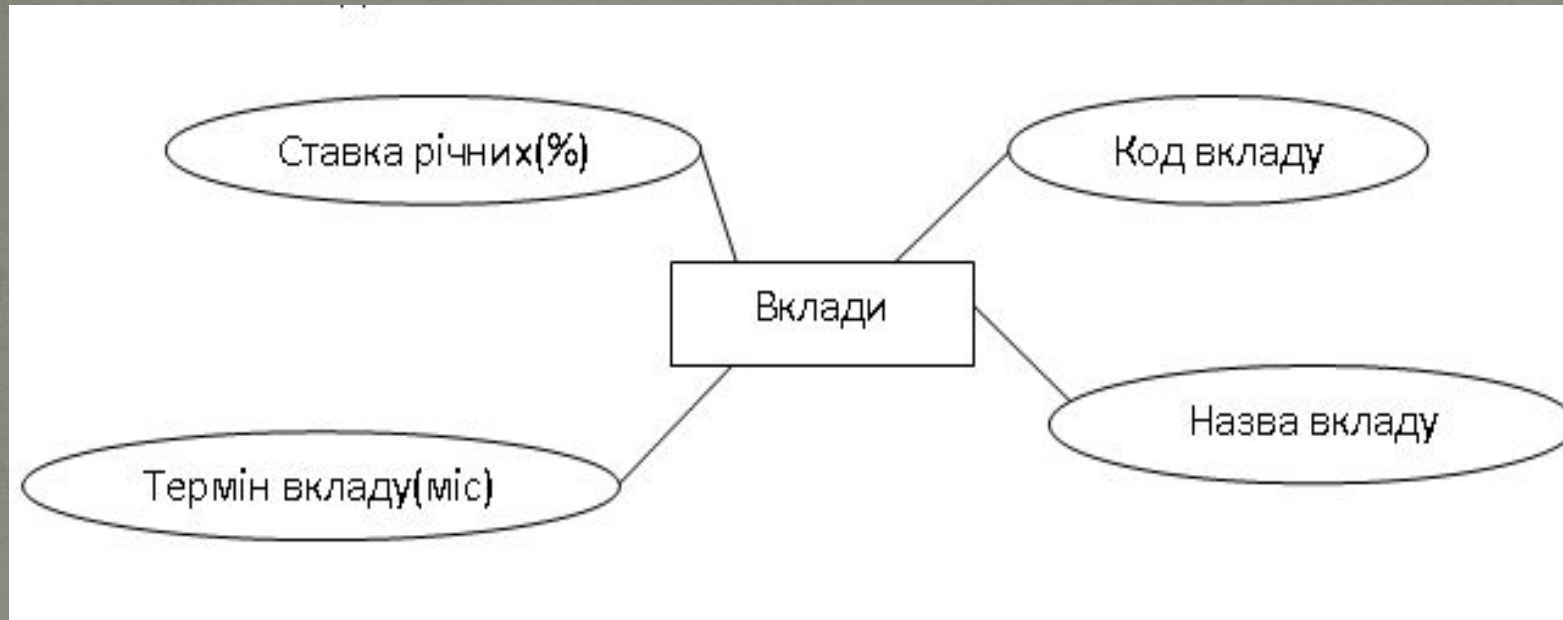 Ставка річних(%)
Код вкладу
Вклади
Назва вкладу
Термін вкладу(міс)